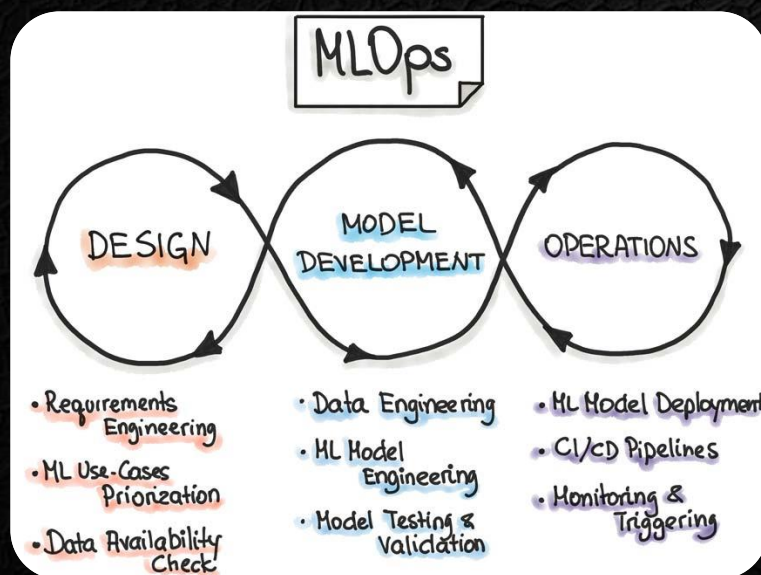 MLOps
DESIGN
MODEL
DEVELOPMENT
OPERATIONS
• Requirements
Engineering
• ML Use-Cases
Priorization
• Data Availability
Check
• Data Engineering
• ML Model
Engineering
• Model Testing &
Validation
• ML Model Deployment
• CI/CD Pipelines
• Monitoring &
Triggering